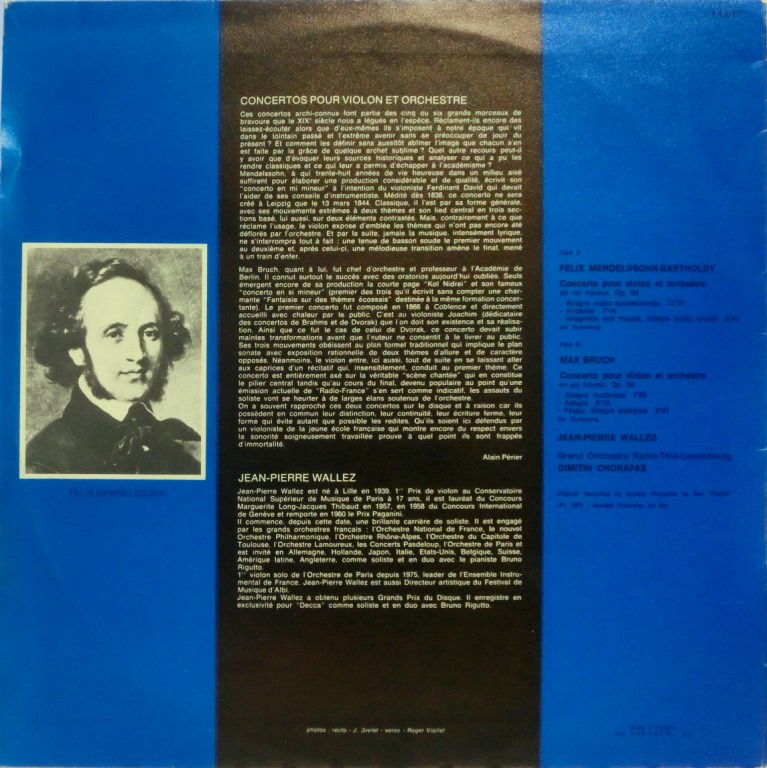 CONCERTOS POUR VIOLON ET ORCHESTRE
Ces concertos archi-connus font partie des cinq ou six grands morceaux de
bravoure que le XIXe siècle nous a légués en l'espèce. Réclament-ils encore des
laissez-écouter alors que d'eux-mêmes ils s'imposent à notre époque qui vit
dans le lointain passé et l'extrême avenir sans se préoccuper de jour du
présent ? Et comment les définir sans aussitôt abîmer l'image que chacun s'en
est faite par la grâce de quelque archet sublime ? Quel autre recours peut-il
y avoir que d'évoquer leurs sources historiques et analyser ce qui a pu les
rendre classiques et ce qui leur a permis d'échapper à l'académisme ?
Mendelssohn, à qui trente-huit années de vie heureuse dans un milieu aisé
suffirent pour élaborer une production considérable et de qualité, écrivit son
"concerto en mi mineur" à l'intention du violoniste Ferdinant David qui devait
l'aider de ses conseils d'instrumentiste. Médité dès 1838, ce concerto ne sera
créé à Leipzig que le 13 mars 1844. Classique, il l'est par sa forme générale,
avec ses mouvements extrêmes à deux thèmes et son lied central en trois sec-
tions basé, lui aussi, sur deux éléments contrastés. Mais, contrairement à ce que
réclame l'usage, le violon expose d'emblée les thèmes qui n'ont pas encore été
déflorés par l'orchestre. Et par la suite, jamais la musique, intensément lyrique,
ne s'interrompra tout à fait : une tenue de basson soude le premier mouvement
au deuxième et, après celui-ci, une mélodieuse transition amène le final, mené
à un train d'enfer.
Max Bruch, quant à lui, fut chef d'orchestre et professeur à l'Académie de
Berlin. Il connut surtout le succès avec des oratorios aujourd'hui oubliés. Seuls
émergent encore de sa production la courte page "Kol Nidrei" et son fameux
"concerto en si mineur" (premier des trois qu'il écrivit sans compter une char-
mante "Fantaisie sur des thèmes écossais" destinée à la même formation concer-
tante). Le premier concerto fut composé en 1866 à Coblence et directement
accueilli avec chaleur par le public. C'est au violoniste Joachim (dédicataire
des concertos de Brahms et de Dvorak) que l'on doit son existence et sa réalisa-
tion. Ainsi que ce fut le cas de celui de Dvorak, ce concerto devait subir
maintes transformations avant que l'auteur ne consentit à le livrer au public.
Ses trois mouvements obéissent au plan formel traditionnel qui implique le plan
sonate avec exposition rationnelle de deux thèmes d'allure et de caractère
opposés. Néanmoins, le violon entre, ici aussi, tout de suite en se laissant aller
aux caprices d'un récitatif qui, insensiblement, conduit au premier thème. Ce
concerto est entièrement axé sur la véritable "scène chantée" qui en constitue
le pilier central tandis qu'au cours du final, devenu populaire au point qu'une
émission actuelle de "Radio-France" s'en sert comme indicatif, les assauts du
soliste vont se heurter à de larges élans soutenus de l'orchestre.
On a souvent rapproché ces deux concertos sur le disque et à raison car ils
possèdent en commun leur distinction, leur continuité, leur écriture ferme, leur
forme qui évite autant que possible les redites. Qu'ils soient ici défendus par
un violoniste de la jeune école française qui montre encore du respect envers
la sonorité soigneusement travaillée prouve à quel point ils sont frappés
d'immortalité.
Alain Périer
JEAN-PIERRE WALLEZ
Jean-Pierre Wallez est né à Lille en 1939. 1er Prix de violon au Conservatoire
National Supérieur de Musique de Paris à 17 ans, il est lauréat du Concours
Marguerite Long-Jacques Thibaud en 1957, en 1958 du Concours International
de Genève et remporte en 1960 le Prix Paganini.
Il commence, depuis cette date, une brillante carrière de soliste. Il est engagé
par les grands orchestres français : l'Orchestre National de France, le nouvel
Orchestre Philharmonique, l'Orchestre Rhône-Alpes, l'Orchestre du Capitole de
Toulouse, l'Orchestre Lamoureux, les Concerts Pasdeloup, l'Orchestre de Paris et
est invité en Allemagne, Hollande, Japon, Italie, Etats-Unis, Belgique, Suisse,
Amérique latine, Angleterre, comme soliste et en duo avec le pianiste Bruno
Rigutto.
1er violon solo de l'Orchestre de Paris depuis 1975, leader de l'Ensemble Instru-
mental de France, Jean-Pierre Wallez est aussi Directeur artistique du Festival de
Musique d'Albi.
Jean-Pierre Wallez a obtenu plusieurs Grands Prix du Disque. Il enregistre en
exclusivité pour "Decca" comme soliste et en duo avec Bruno Rigutto.
photos : recto - J. Grelet - verso - Roger Viollet
FELIX MENDELSSOHN
Face A
FELIX MENDELSSOHN-BARTHOLDY
Concerto pour violon et orchestre
en mi mineur, Op. 64
Andante
Face B
MAX BRUCH
Concerto pour violon et orchestre
en sol mineur, Op. 26
Adagio
JEAN-PIERRE WALLEZ
Grand Orchestre Radio-Télé-Luxembourg
DIMITRI CHORAFAS